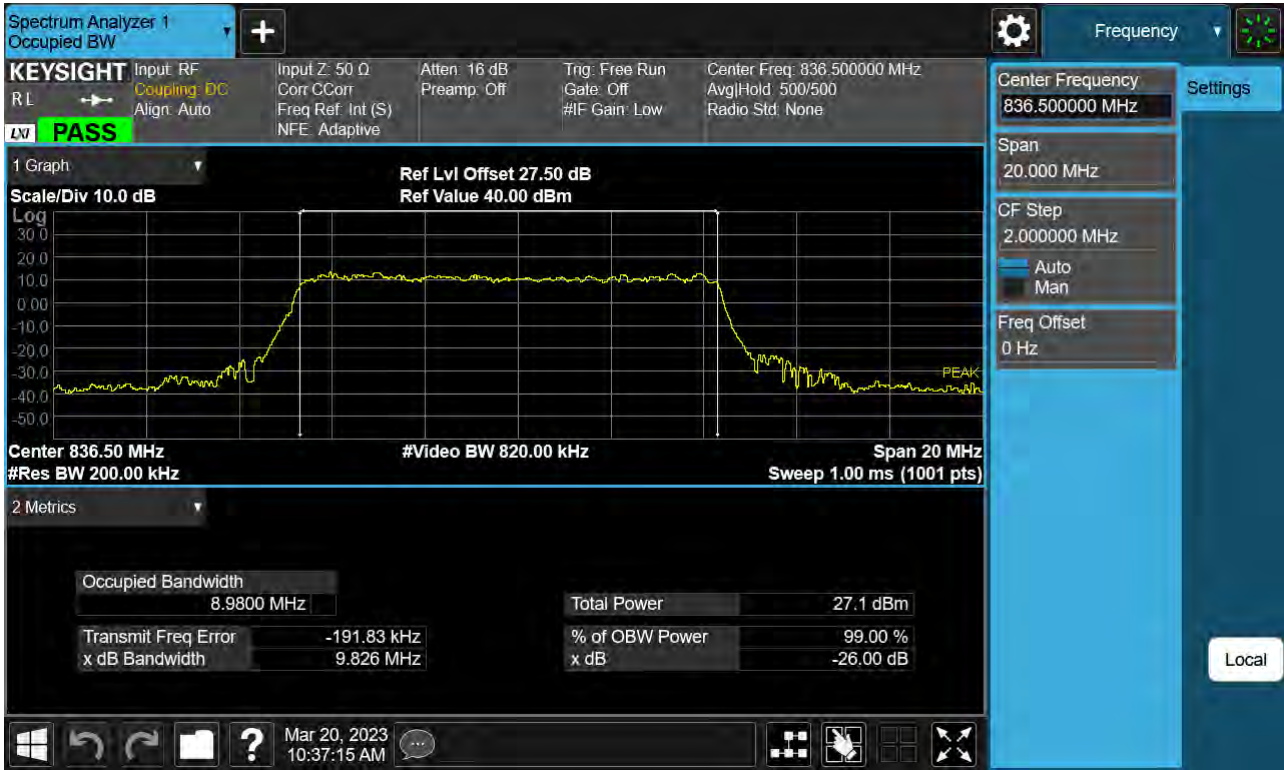 Spectrum Analyzer 1
Occupied BW
Frequency
KEYSIGHT
R L
LXI PASS
Input: RF
Coupling: DC
Align: Auto
Input Z: 50 Ω
Corr CCorr
Freq Ref: Int (S)
NFE: Adaptive
Atten: 16 dB
Preamp: Off
Trig: Free Run
Gate: Off
#IF Gain: Low
Center Freq: 836.500000 MHz
Avg|Hold: 500/500
Radio Std: None
Center Frequency
836.500000 MHz
Settings
Span
20.000 MHz
CF Step
2.000000 MHz
Auto
Man
Freq Offset
0 Hz
Local
1 Graph
Scale/Div 10.0 dB
Ref Lvl Offset 27.50 dB
Ref Value 40.00 dBm
Log
30.0
20.0
10.0
0.00
-10.0
-20.0
-30.0
-40.0
-50.0
PEAK
Center 836.50 MHz
#Video BW 820.00 kHz
Span 20 MHz
#Res BW 200.00 kHz
Sweep 1.00 ms (1001 pts)
2 Metrics
Occupied Bandwidth
8.9800 MHz
Total Power 27.1 dBm
Transmit Freq Error -191.83 kHz
% of OBW Power 99.00 %
x dB Bandwidth 9.826 MHz
x dB -26.00 dB
?
Mar 20, 2023
10:37:15 AM